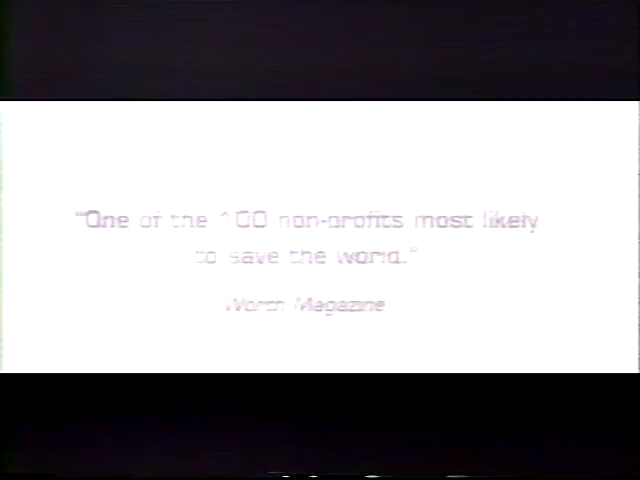 "One of the 100 non-profits most likely
to save the world."
Worth Magazine